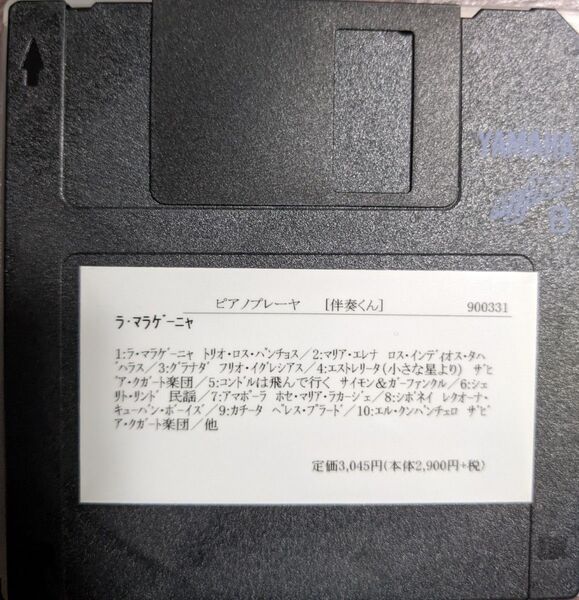 YAMAHA
B
ピアノプレーヤ　[伴奏くん]　900331
ﾗ･ﾏﾗｹﾞｰﾆｬ
1:ﾗ･ﾏﾗｹﾞｰﾆｬ ﾄﾘｵ･ﾛｽ･ﾊﾟﾝﾁｮｽ／2:ﾏﾘｱ･ｴﾚﾅ ﾛｽ･ｲﾝﾃﾞｨｵｽ･ﾀﾊ
ﾞﾊﾗｽ／3:ｸﾞﾗﾅﾀﾞ ﾌﾘｵ･ｲｸﾞﾚｼｱｽ／4:ｴｽﾄﾚﾘｰﾀ(小さな星より) ｻﾞﾋﾞ
ｱ･ｸｶﾞｰﾄ楽団／5:ｺﾝﾄﾞﾙは飛んで行く ｻｲﾓﾝ&ｶﾞｰﾌｧﾝｸﾙ／6:ｼｪ
ﾘﾄ･ﾘﾝﾄﾞ 民謡／7:ｱﾏﾎﾟｰﾗ ﾎｾ･ﾏﾘｱ･ﾗｶｰｼﾞｪ／8:ｼﾎﾞﾈｲ ﾚｸｵｰﾅ･
ｷｭｰﾊﾞﾝ･ﾎﾞｰｲｽﾞ／9:ｶﾁｰﾀ ﾍﾟﾚｽ･ﾌﾟﾗｰﾄﾞ／10:ｴﾙ･ｸﾝﾊﾞﾝﾁｪﾛ ｻﾞﾋﾞ
ｱ･ｸｶﾞｰﾄ楽団／他
定価3,045円(本体2,900円+税)